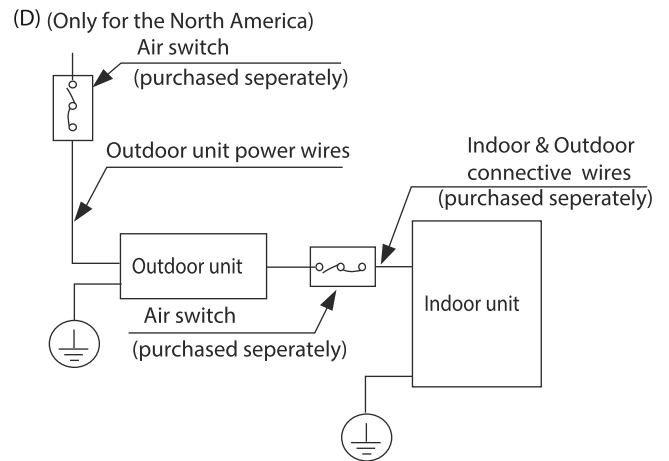 (D) (Only for the North America)
Air switch
(purchased seperately)
Outdoor unit power wires
Indoor & Outdoor
connective wires
(purchased seperately)
Outdoor unit
Indoor unit
Air switch
(purchased seperately)